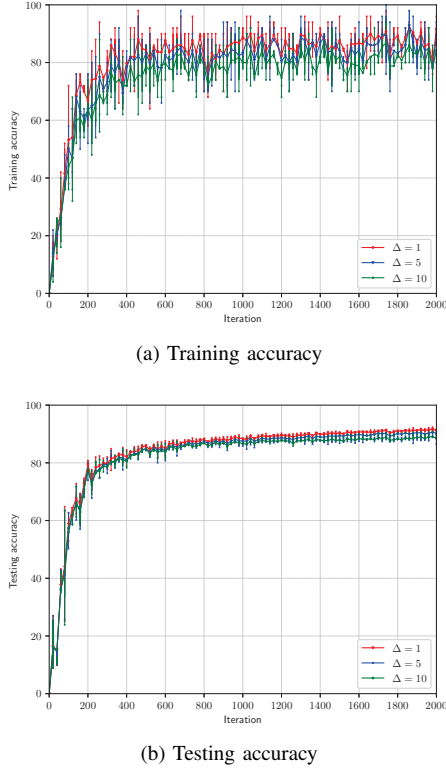 100
80
60
40
20
0
Training accuracy
0 200 400 600 800 1000 1200 1400 1600 1800 2000
Iteration
Δ = 1
Δ = 5
Δ = 10
(a) Training accuracy
100
80
60
40
20
0
Testing accuracy
0 200 400 600 800 1000 1200 1400 1600 1800 2000
Iteration
Δ = 1
Δ = 5
Δ = 10
(b) Testing accuracy